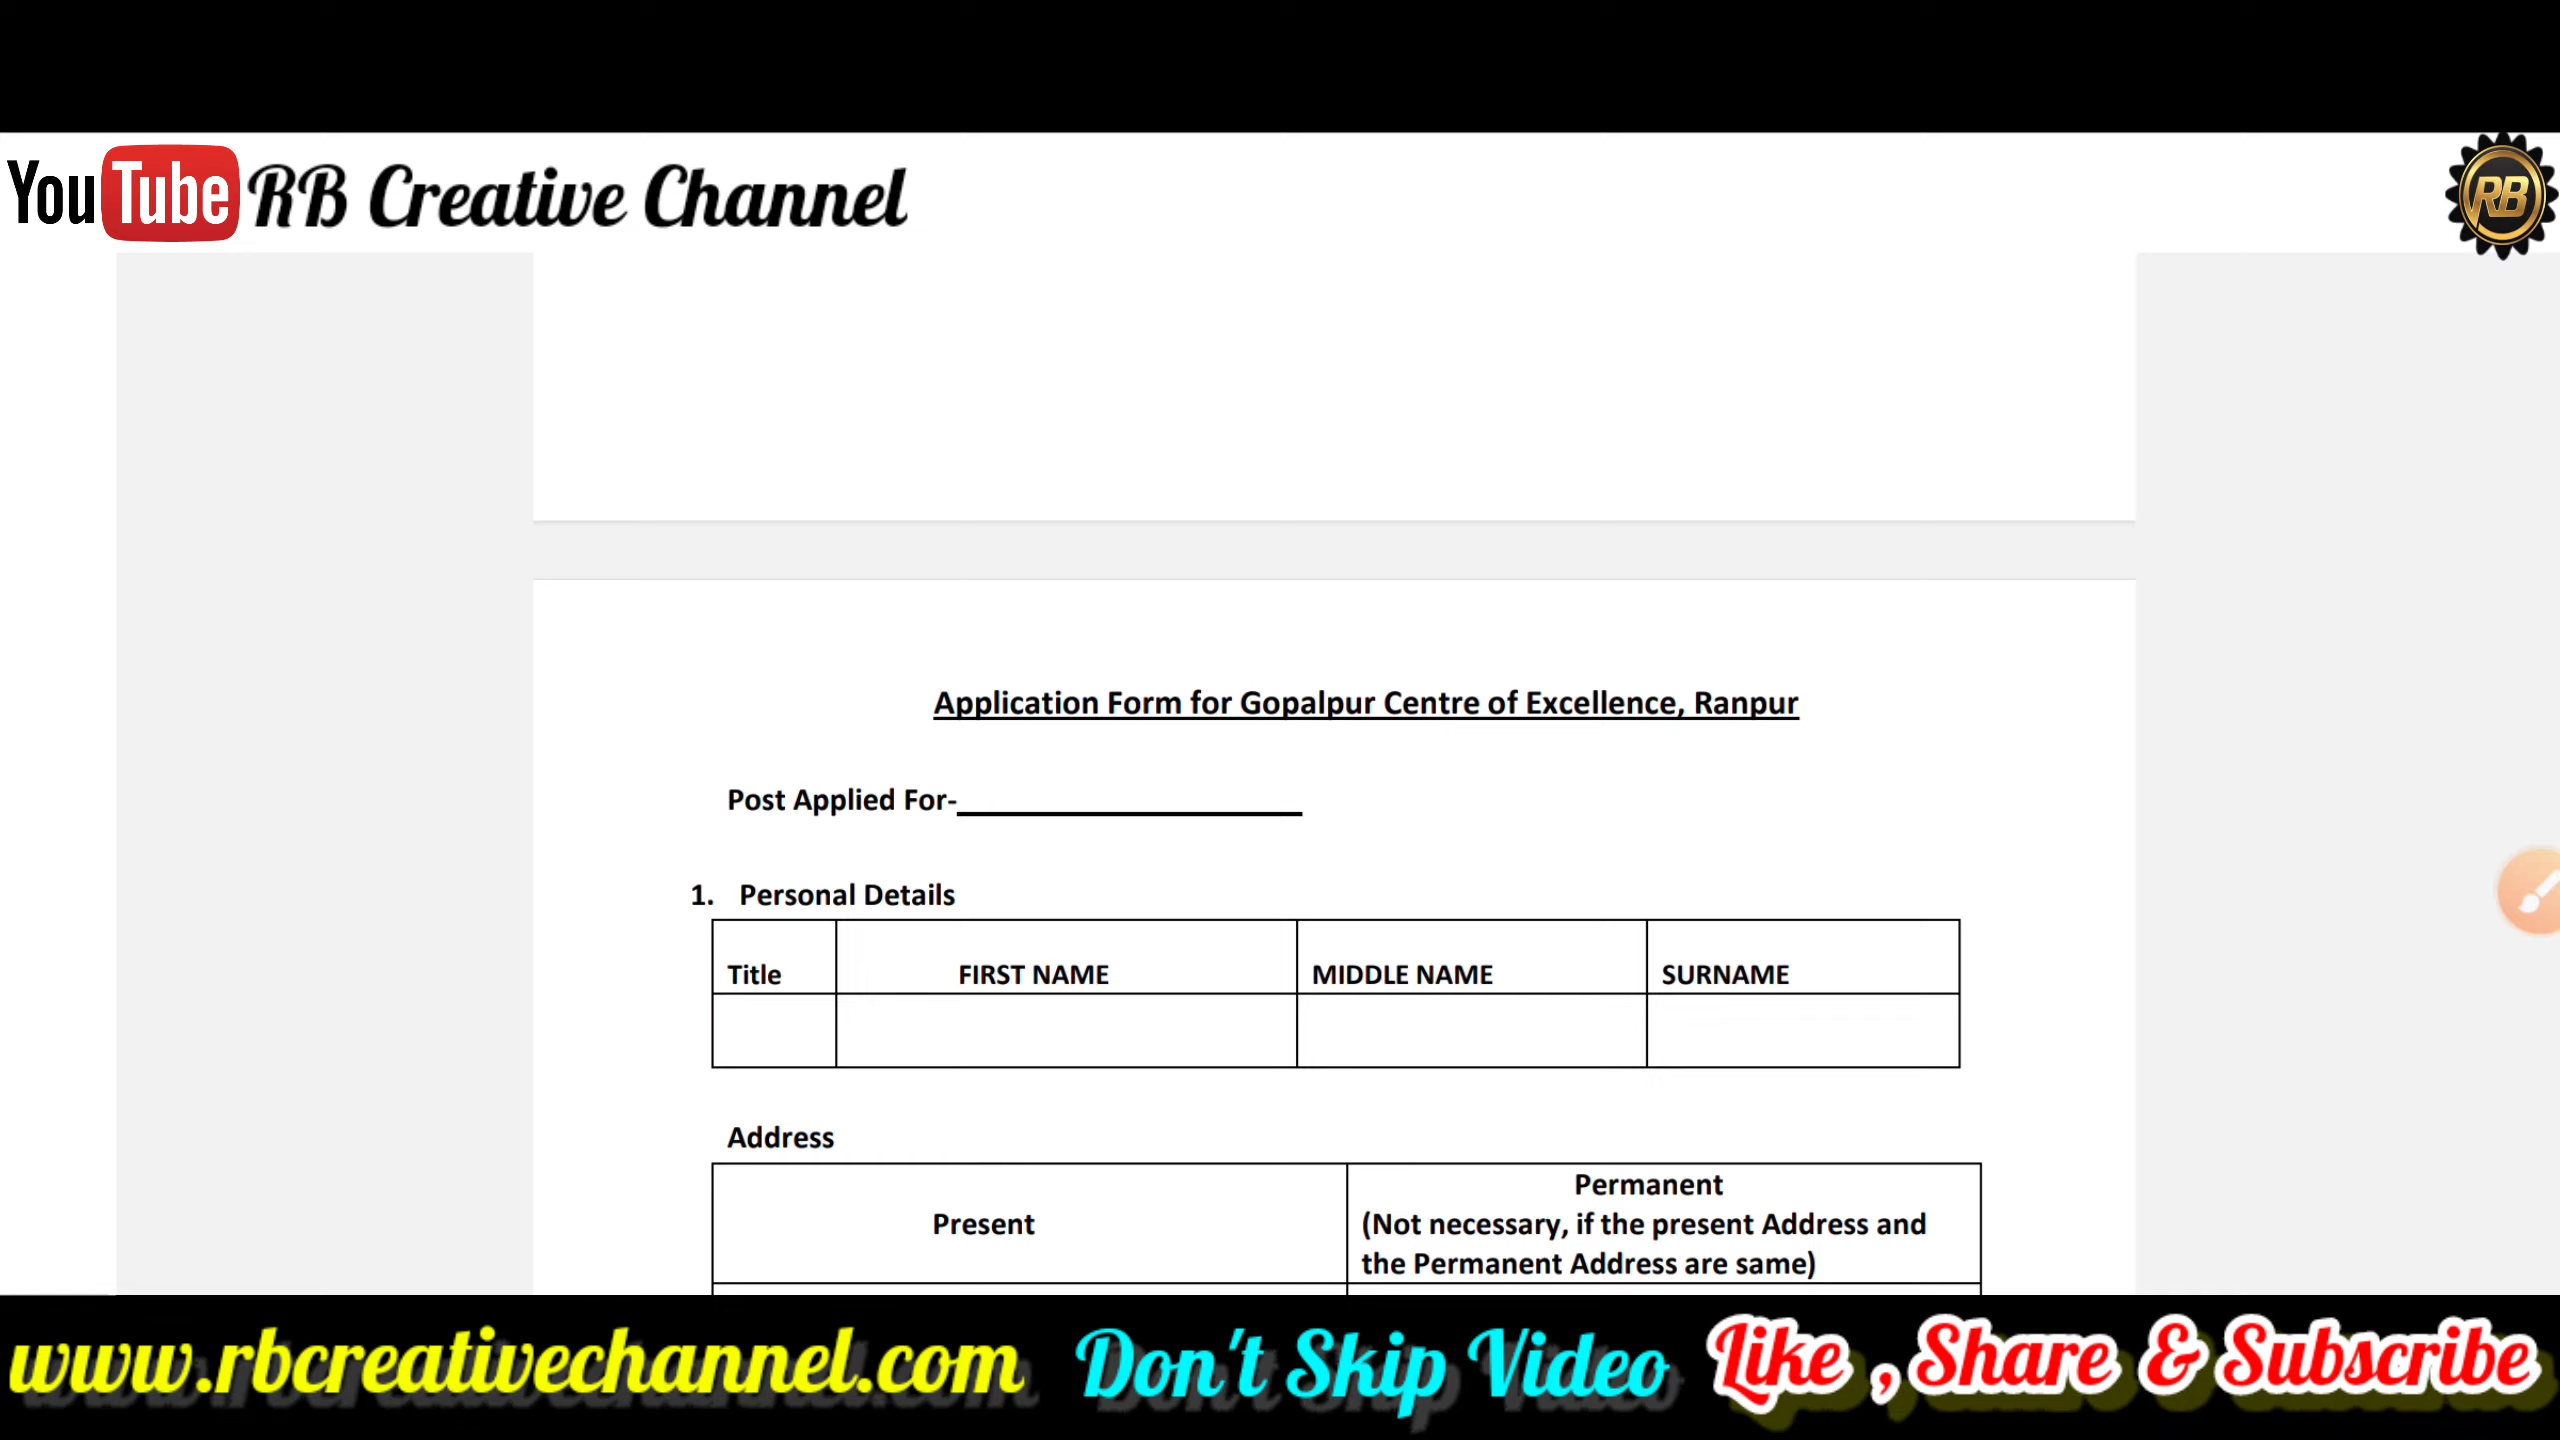 YouTube RB Creative Channel
RB
Application Form for Gopalpur Centre of Excellence, Ranpur
Post Applied For-
1. Personal Details
Title FIRST NAME MIDDLE NAME SURNAME
Address
Present
Permanent
(Not necessary, if the present Address and
the Permanent Address are same)
www.rbcreativechannel.com Don't Skip Video Like , Share & Subscribe